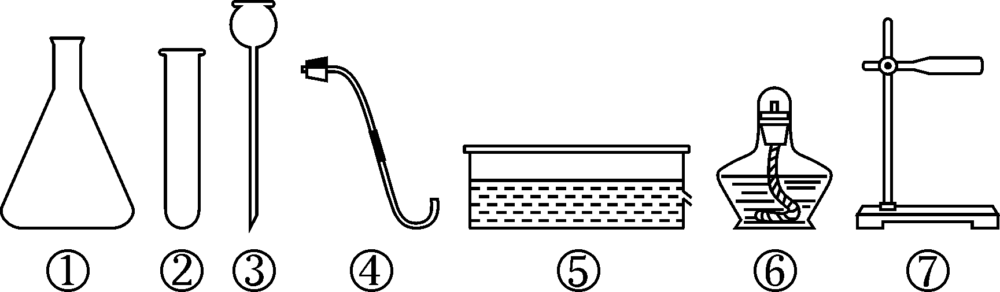 ① ② ③ ④ ⑤ ⑥ ⑦